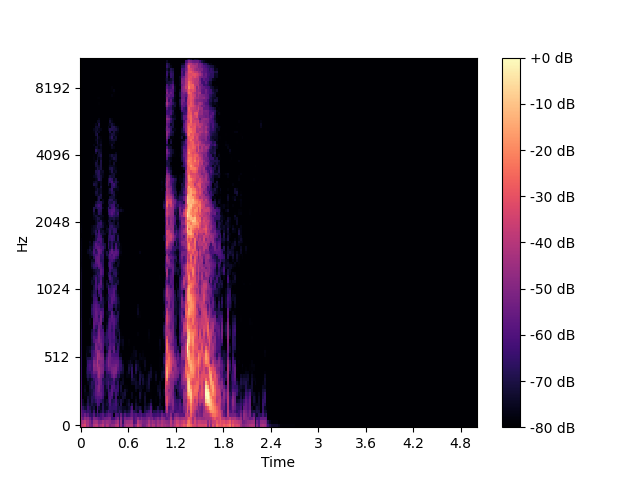 +0 dB
8192
-10 dB
4096
-20 dB
-30 dB
2048
Hz
-40 dB
1024
-50 dB
512
-60 dB
-70 dB
0
-80 dB
0 0.6 1.2 1.8 2.4 3 3.6 4.2 4.8
Time